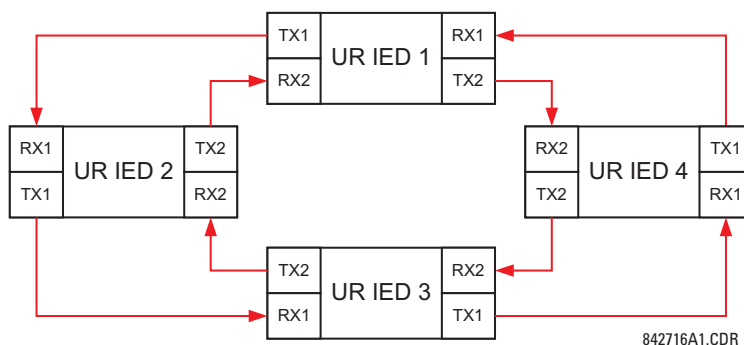 TX1 UR IED 1 RX1
RX2 TX2
RX1 UR IED 2 TX2
TX1 RX2
RX2 UR IED 4 TX1
TX2 RX1
TX2 UR IED 3 RX2
RX1 TX1
842716A1.CDR